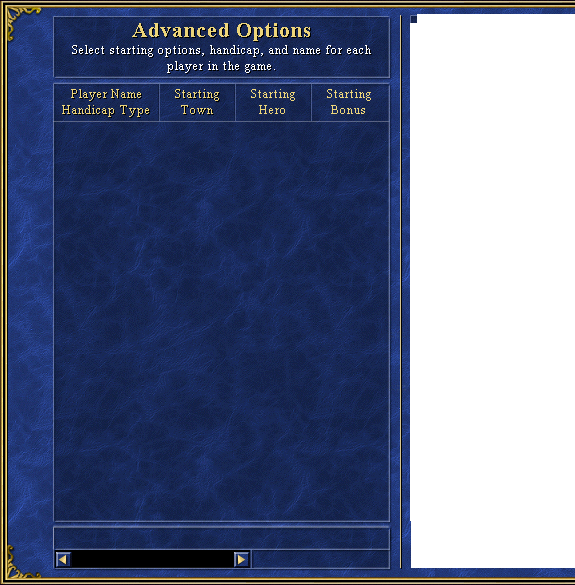 Advanced Options
Select starting options, handicap, and name for each
player in the game.
Player Name
Handicap Type
Starting
Town
Starting
Hero
Starting
Bonus